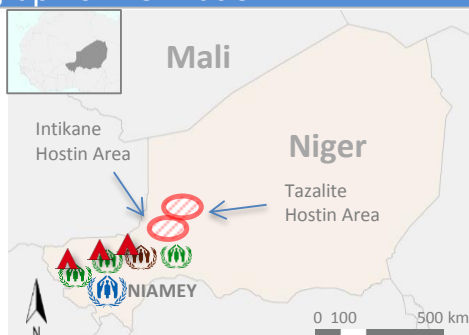 Mali
Intikane
Hostin Area
Niger
Tazalite
Hostin Area
NIAMEY
N
0 100 500 km